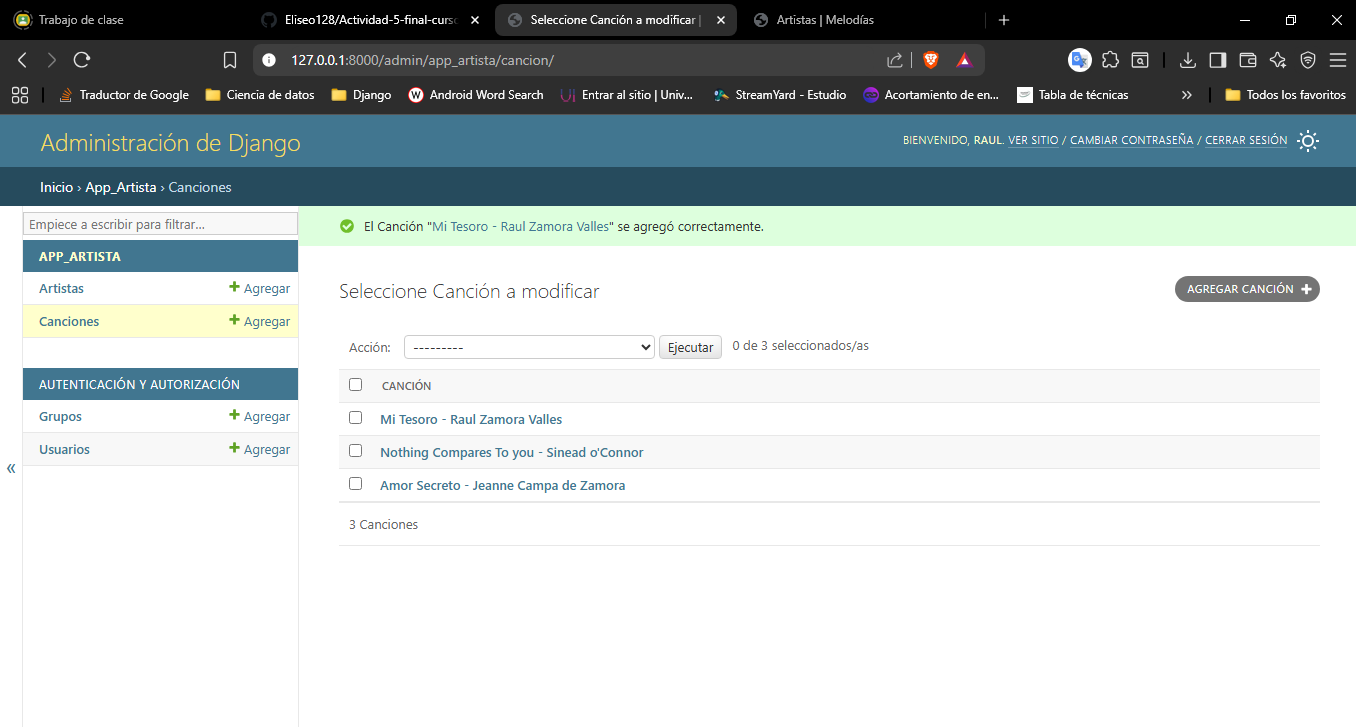 Trabajo de clase
Eliseo128/Actividad-5-final-curso
Seleccione Canción a modificar |
Artistas | Melodías
127.0.0.1:8000/admin/app_artista/cancion/
Traductor de Google
Ciencia de datos
Django
Android Word Search
Entrar al sitio | Univ...
StreamYard - Estudio
Acortamiento de en...
Tabla de técnicas
»
Todos los favoritos
Administración de Django
BIENVENIDO, RAUL. VER SITIO / CAMBIAR CONTRASEÑA / CERRAR SESIÓN
Inicio › App_Artista › Canciones
Empiece a escribir para filtrar...
El Canción "Mi Tesoro - Raul Zamora Valles" se agregó correctamente.
APP_ARTISTA
Artistas
Agregar
Canciones
Agregar
AUTENTICACIÓN Y AUTORIZACIÓN
Grupos
Agregar
Usuarios
Agregar
«
Seleccione Canción a modificar
AGREGAR CANCIÓN
Acción: --------- Ejecutar 0 de 3 seleccionados/as
CANCIÓN
Mi Tesoro - Raul Zamora Valles
Nothing Compares To you - Sinead o'Connor
Amor Secreto - Jeanne Campa de Zamora
3 Canciones